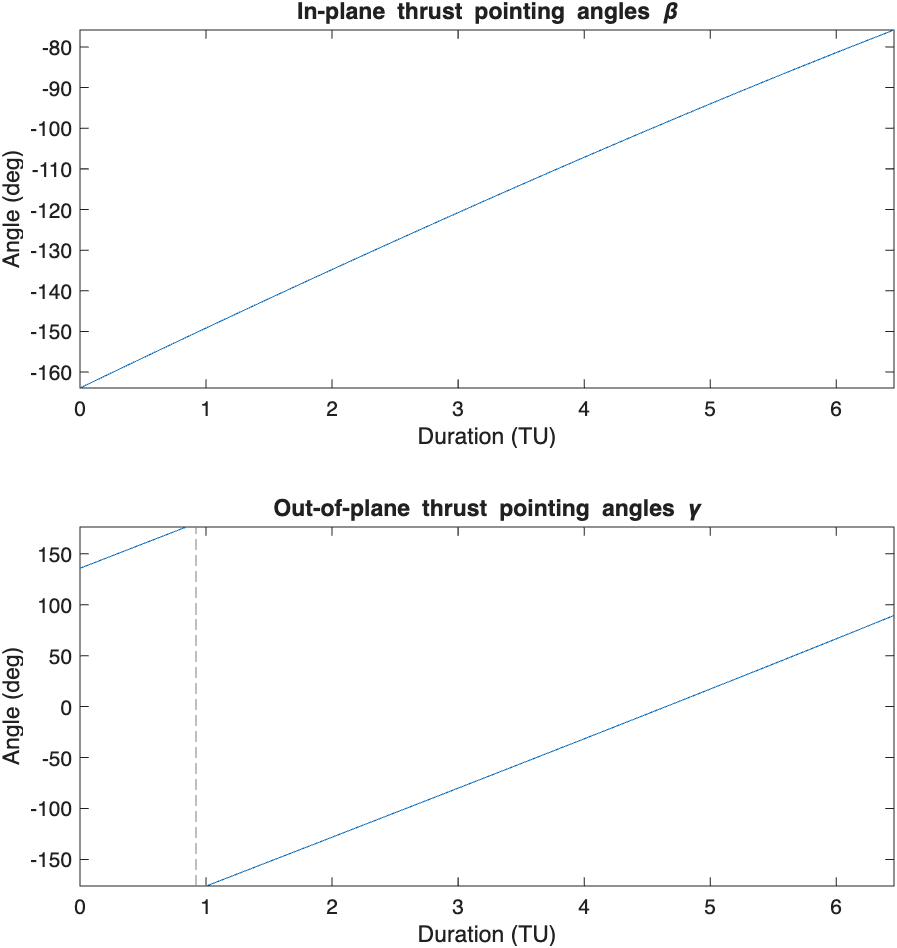 In-plane thrust pointing angles β
-80
-90
-100
-110
-120
-130
-140
-150
-160
Angle (deg)
0 1 2 3 4 5 6
Duration (TU)
Out-of-plane thrust pointing angles γ
150
100
50
0
-50
-100
-150
Angle (deg)
0 1 2 3 4 5 6
Duration (TU)